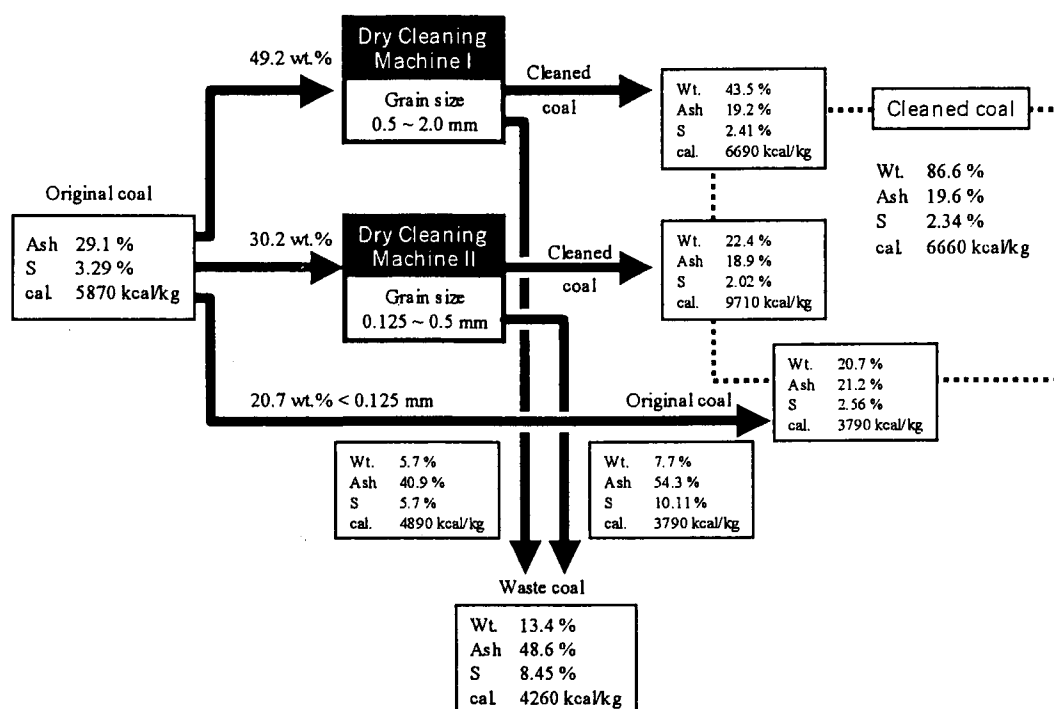 49.2 wt.%
Dry Cleaning
Machine I
Grain size
0.5 ~ 2.0 mm
Cleaned
coal
Wt. 43.5 %
Ash 19.2 %
S 2.41 %
cal. 6690 kcal/kg
Cleaned coal
Wt. 86.6 %
Ash 19.6 %
S 2.34 %
cal. 6660 kcal/kg
Original coal
Ash 29.1 %
S 3.29 %
cal. 5870 kcal/kg
30.2 wt.%
Dry Cleaning
Machine II
Grain size
0.125 ~ 0.5 mm
Cleaned
coal
Wt. 22.4 %
Ash 18.9 %
S 2.02 %
cal. 9710 kcal/kg
20.7 wt.% < 0.125 mm
Original coal
Wt. 20.7 %
Ash 21.2 %
S 2.56 %
cal. 3790 kcal/kg
Wt. 5.7 %
Ash 40.9 %
S 5.7 %
cal. 4890 kcal/kg
Wt. 7.7 %
Ash 54.3 %
S 10.11 %
cal. 3790 kcal/kg
Waste coal
Wt. 13.4 %
Ash 48.6 %
S 8.45 %
cal. 4260 kcal/kg